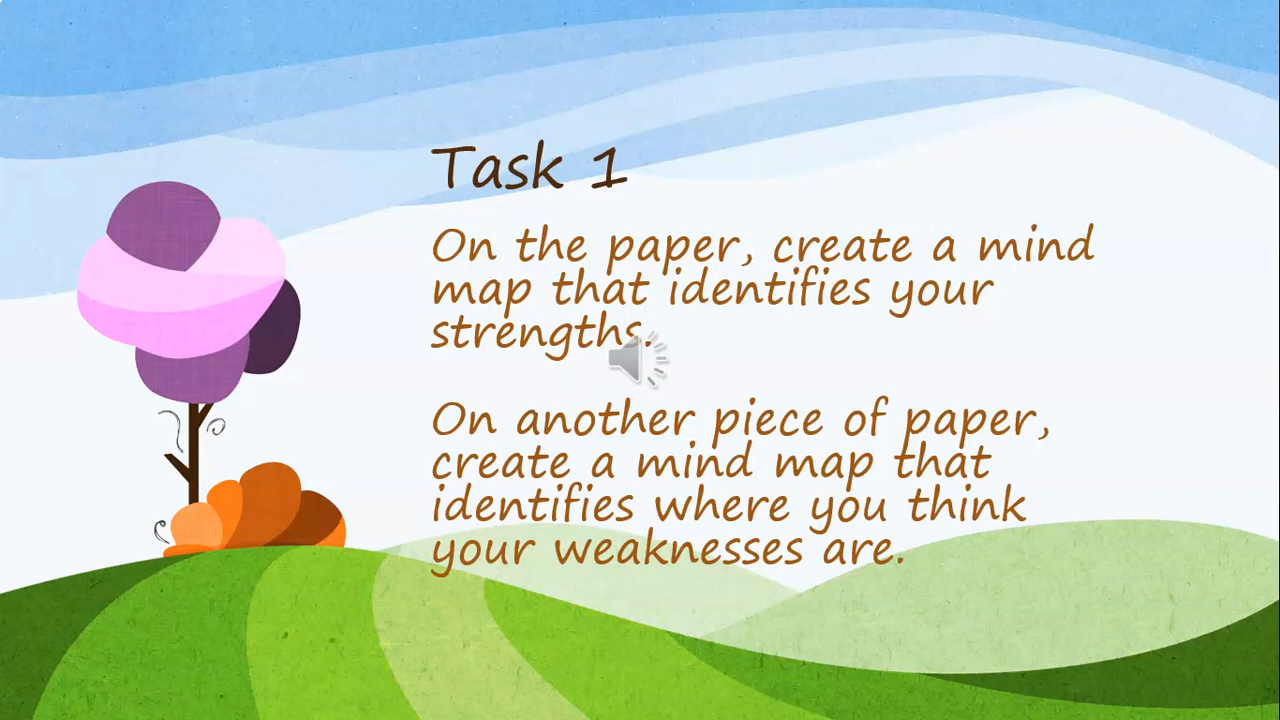 Task 1
On the paper, create a mind
map that identifies your
strengths.
On another piece of paper,
create a mind map that
identifies where you think
your weaknesses are.